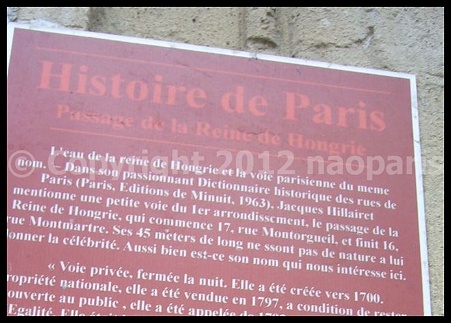 Histoire de Paris
Passage de la Reine de Hongrie
L'eau de la reine de Hongrie et la voie parisienne du meme
nom. Dans son passionnant Dictionnaire historique des rues de
Paris (Paris, Editions de Minuit, 1963), Jacques Hillairet
mentionne une petite voie du 1er arrondisscment, le passage de la
Reine de Hongrie, qui commence 17, rue Montorgueil, et finit 16,
rue Montmartre. Ses 45 mèters de long ne ssont pas de nature a lui
donner la célébrité. Aussi bien est-ce son nom qui nous intéresse ici.
« Voie privée, fermée la nuit. Elle a été créée vers 1700.
propriété nationale, elle a été vendue en 1797, a condition de rester
ouverte au public , elle a été appelée de
Egalité.
© Copyright 2012 naoparis